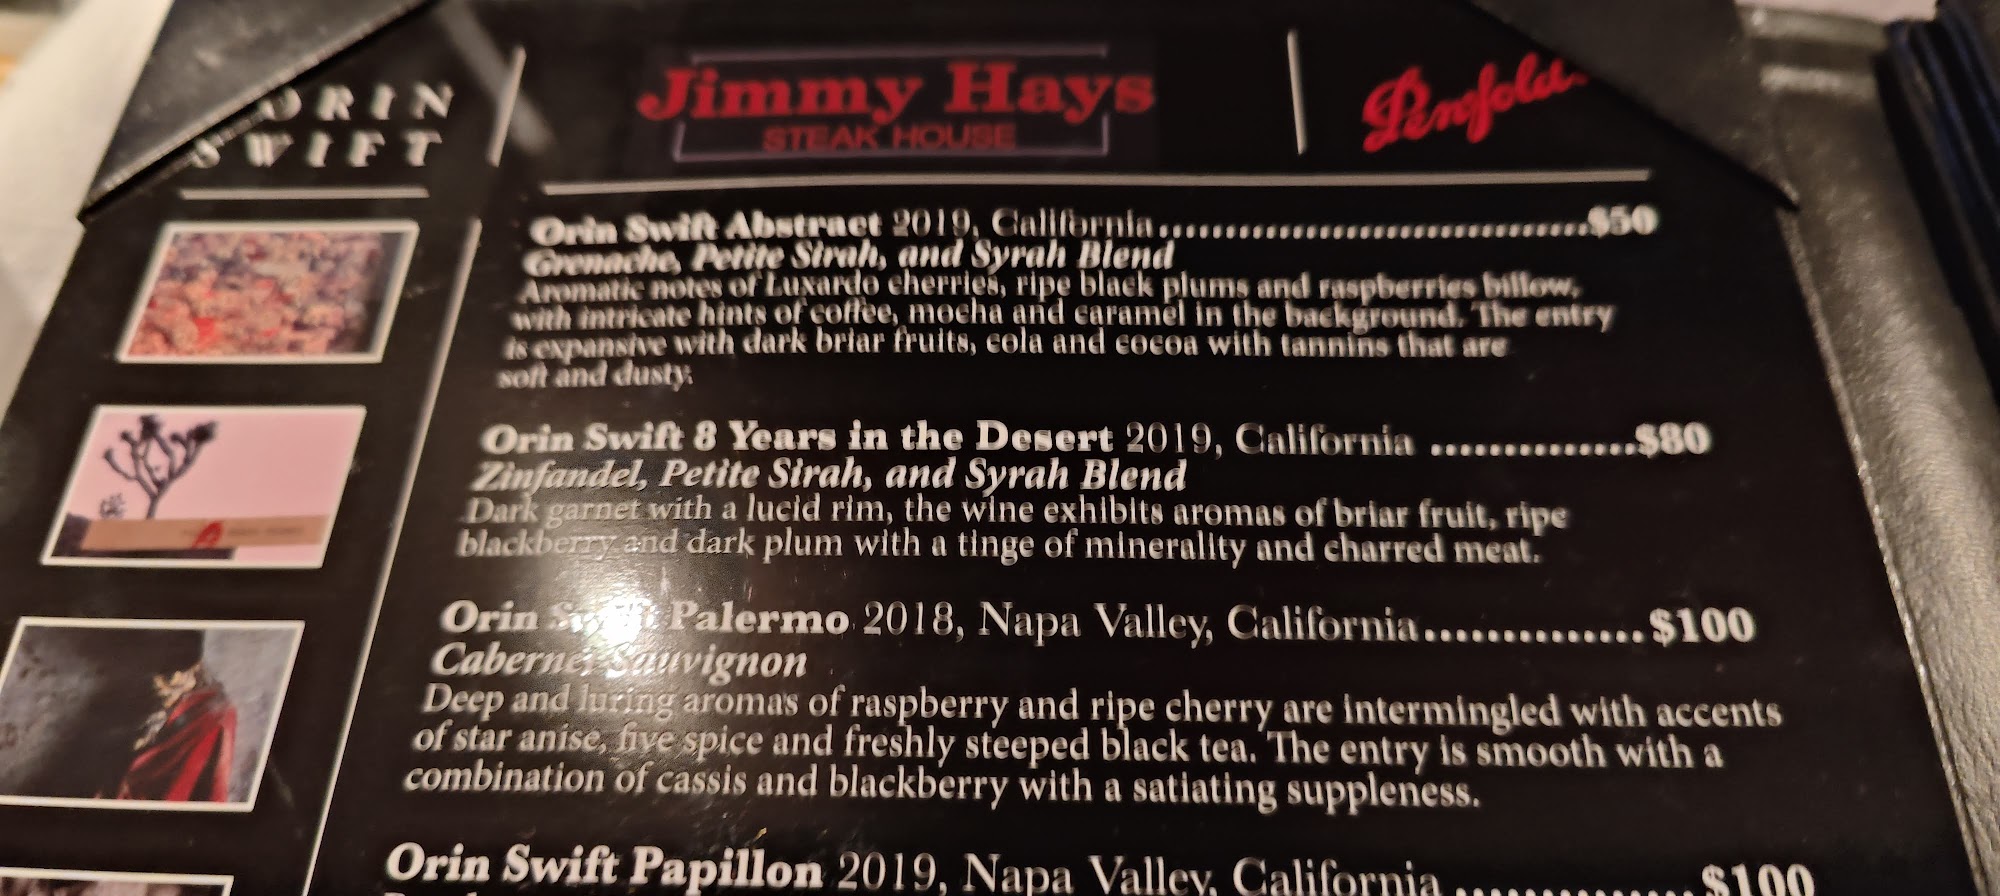 ORIN
SWIFT
Jimmy Hays
STEAK HOUSE
Penfolds
Orin Swift Abstract 2019, California..................................$50
Grenache, Petite Sirah, and Syrah Blend
Aromatic notes of Luxardo cherries, ripe black plums and raspberries billow,
with intricate hints of coffee, mocha and caramel in the background. The entry
is expansive with dark briar fruits, cola and cocoa with tannins that are
soft and dusty.
Orin Swift 8 Years in the Desert 2019, California ..............$80
Zinfandel, Petite Sirah, and Syrah Blend
Dark garnet with a lucid rim, the wine exhibits aromas of briar fruit, ripe
blackberry and dark plum with a tinge of minerality and charred meat.
Orin Swift Palermo 2018, Napa Valley, California..............$100
Cabernet Sauvignon
Deep and luring aromas of raspberry and ripe cherry are intermingled with accents
of star anise, five spice and freshly steeped black tea. The entry is smooth with a
combination of cassis and blackberry with a satiating suppleness.
Orin Swift Papillon 2019, Napa Valley, California ..............$100